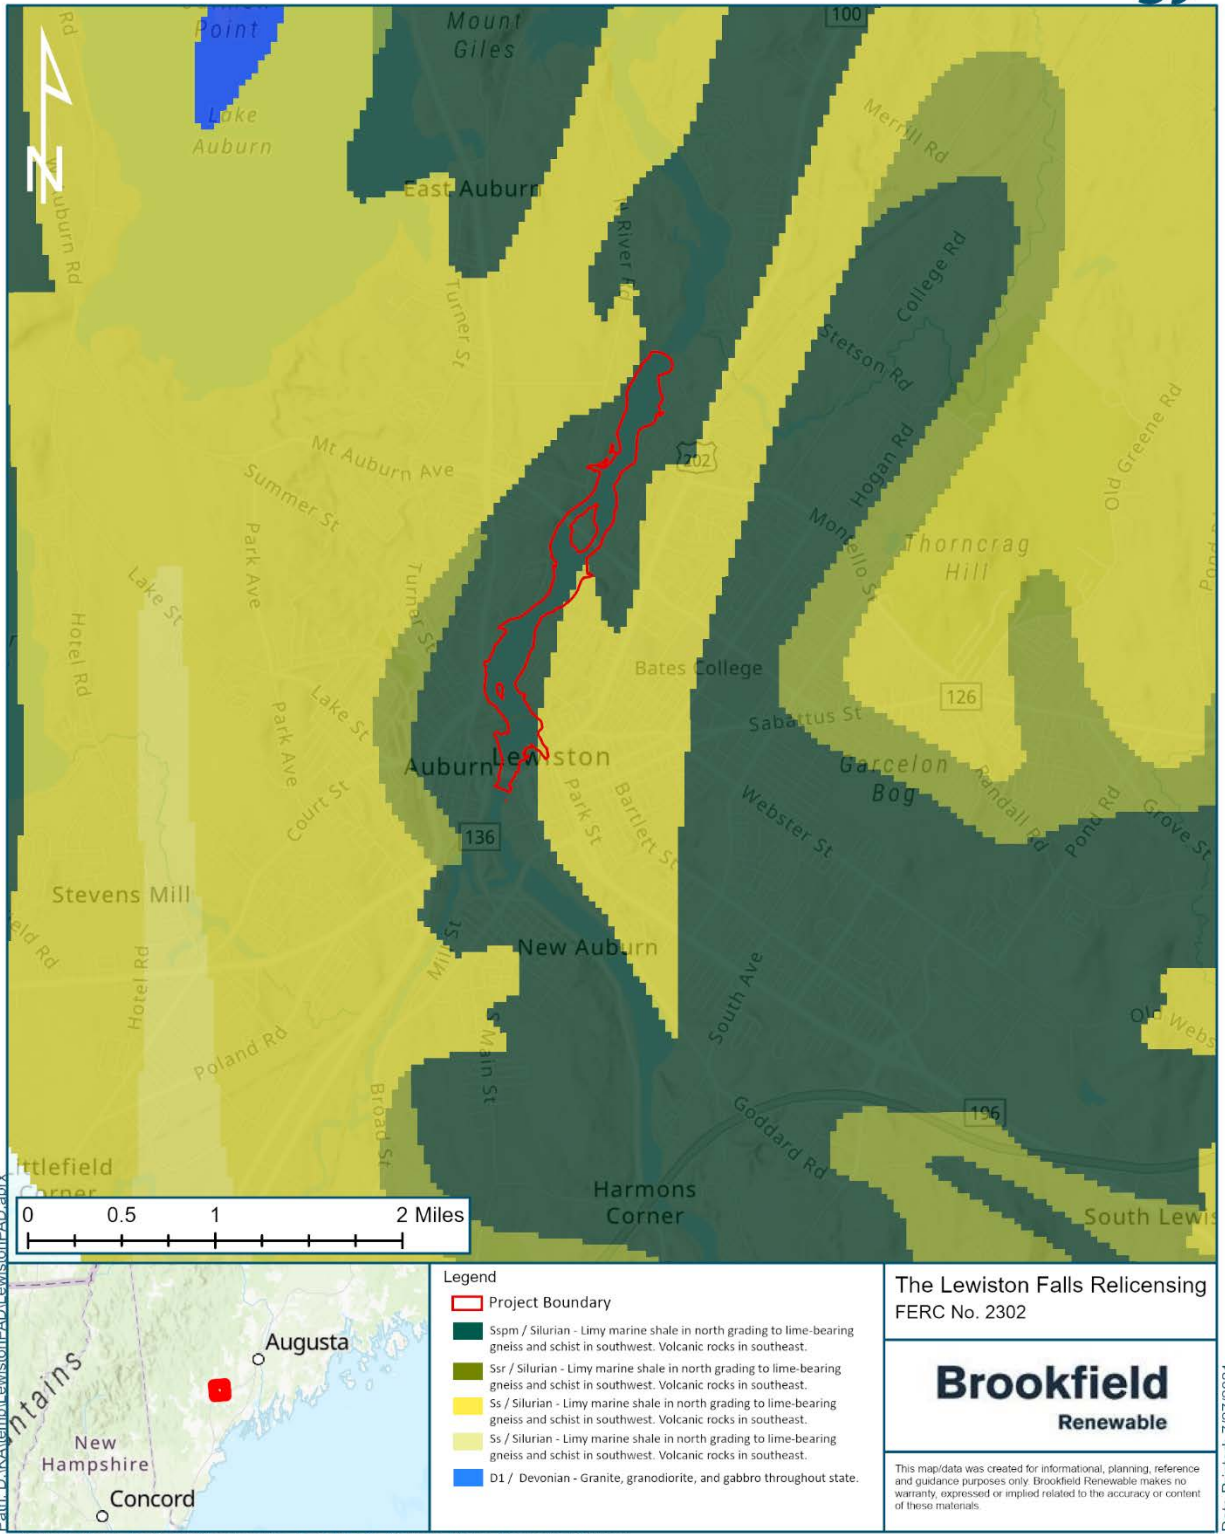 Point
Mount
Giles
100
Rd
Lake
Auburn
Merrill Rd
N
Auburn Rd
East Auburn
N River Rd
College Rd
Turner St
Stetson Rd
Old Greene Rd
Mt Auburn Ave
202
Summer St
Hogan Rd
Park Ave
Montello St
Thorncrag
Hill
Lake St
Turner St
Hotel Rd
Bates College
Lake St
126
Sabattus St
Park Ave
Auburn
Lewiston
Garcelon
Bog
Court St
Park St
Bartlett St
Randall Rd
Pond Rd
Grove St
Webster St
136
Stevens Mill
Mill St
New Auburn
Hotel Rd
South Ave
Poland Rd
S Main St
Broad St
Goddard Rd
196
ittlefield
Corner
Harmons
Corner
South Lewis
0 0.5 1 2 Miles
Augusta
ntains
New
Hampshire
Concord
Legend
Project Boundary
Sspm / Silurian - Limy marine shale in north grading to lime-bearing
gneiss and schist in southwest. Volcanic rocks in southeast.
Ssr / Silurian - Limy marine shale in north grading to lime-bearing
gneiss and schist in southwest. Volcanic rocks in southeast.
Ss / Silurian - Limy marine shale in north grading to lime-bearing
gneiss and schist in southwest. Volcanic rocks in southeast.
Ss / Silurian - Limy marine shale in north grading to lime-bearing
gneiss and schist in southwest. Volcanic rocks in southeast.
D1 / Devonian - Granite, granodiorite, and gabbro throughout state.
The Lewiston Falls Relicensing
FERC No. 2302
Brookfield
Renewable
This map/data was created for informational, planning, reference
and guidance purposes only. Brookfield Renewable makes no
warranty, expressed or implied related to the accuracy or content
of these materials.